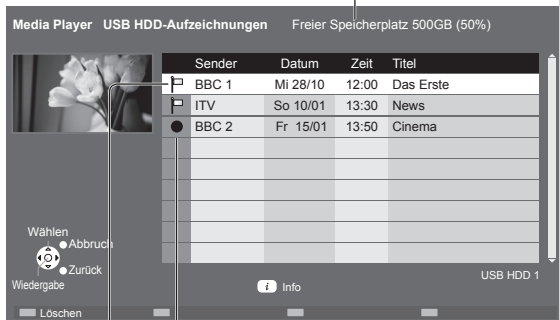 Media Player USB HDD-Aufzeichnungen Freier Speicherplatz 500GB (50%)
Sender Datum Zeit Titel
BBC 1 Mi 28/10 12:00 Das Erste
ITV So 10/01 13:30 News
BBC 2 Fr 15/01 13:50 Cinema
Wählen
Abbruch
Zurück
Wiedergabe
i Info
USB HDD 1
Löschen